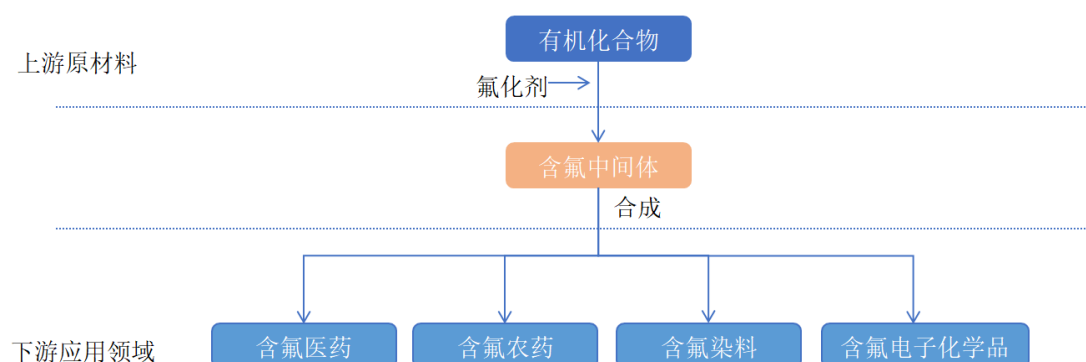 有机化合物
上游原材料
氟化剂
含氟中间体
合成
下游应用领域 含氟医药 含氟农药 含氟染料 含氟电子化学品